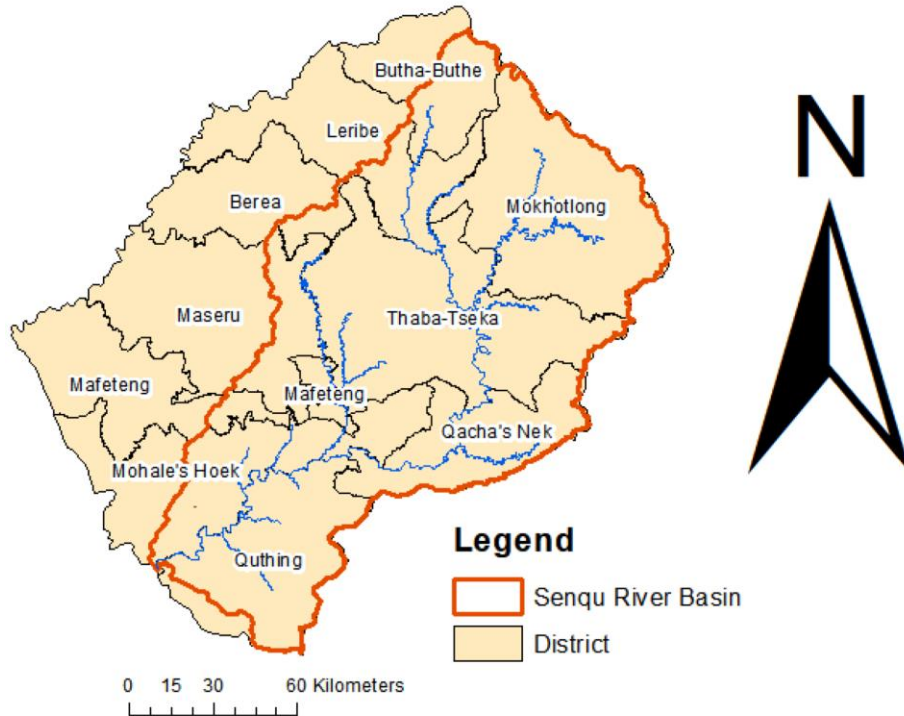 Butha-Buthe
Leribe
Berea
Mokhotlong
Maseru
Thaba-Tseka
Mafeteng
Mafeteng
Qacha's Nek
Mohale's Hoek
Quthing
N
Legend
Senqu River Basin
District
0 15 30 60 Kilometers